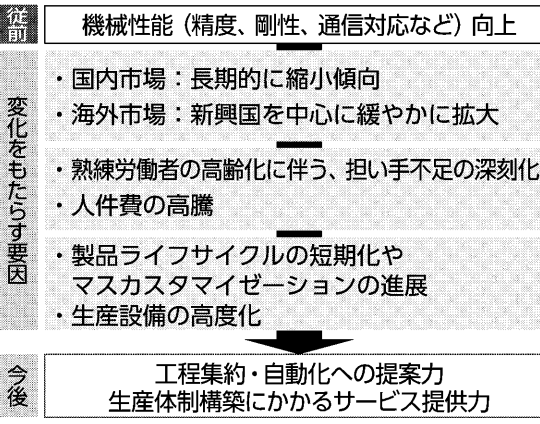 従前
機械性能（精度、剛性、通信対応など）向上
変化をもたらす要因
・国内市場：長期的に縮小傾向
・海外市場：新興国を中心に緩やかに拡大
・熟練労働者の高齢化に伴う、担い手不足の深刻化
・人件費の高騰
・製品ライフサイクルの短期化や
マスカスタマイゼーションの進展
・生産設備の高度化
今後
工程集約・自動化への提案力
生産体制構築にかかるサービス提供力